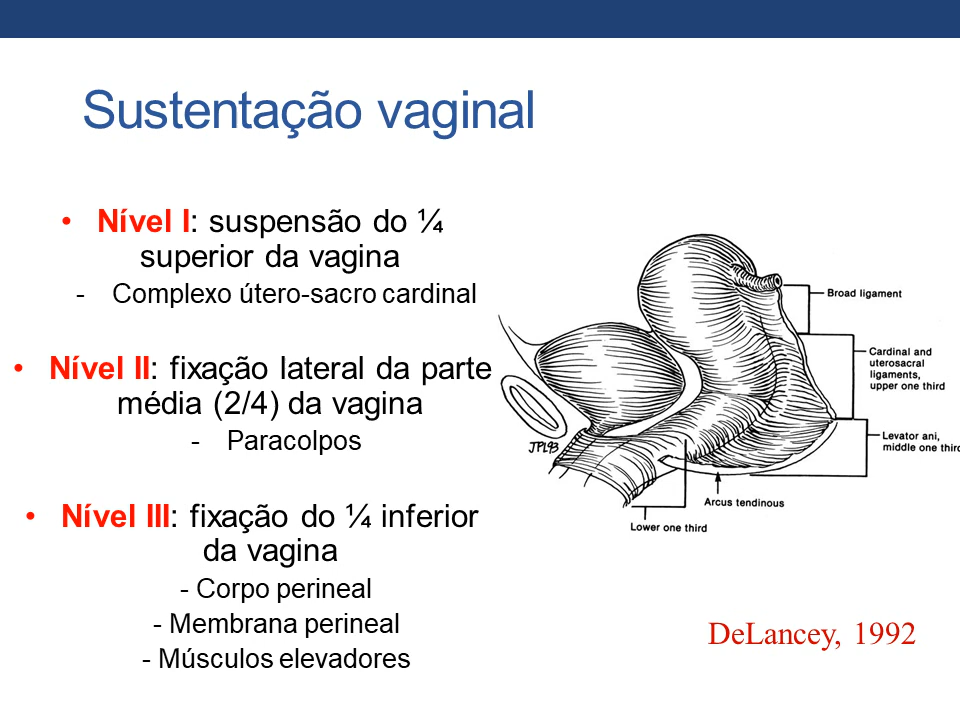 Sustentação vaginal
• Nível I: suspensão do ¼
superior da vagina
- Complexo útero-sacro cardinal
• Nível II: fixação lateral da parte
média (2/4) da vagina
- Paracolpos
• Nível III: fixação do ¼ inferior
da vagina
- Corpo perineal
- Membrana perineal
- Músculos elevadores
Broad ligament
Cardinal and
uterosacral
ligaments,
upper one third
Levator ani,
middle one third
Arcus tendinous
Lower one third
JPL93
DeLancey, 1992